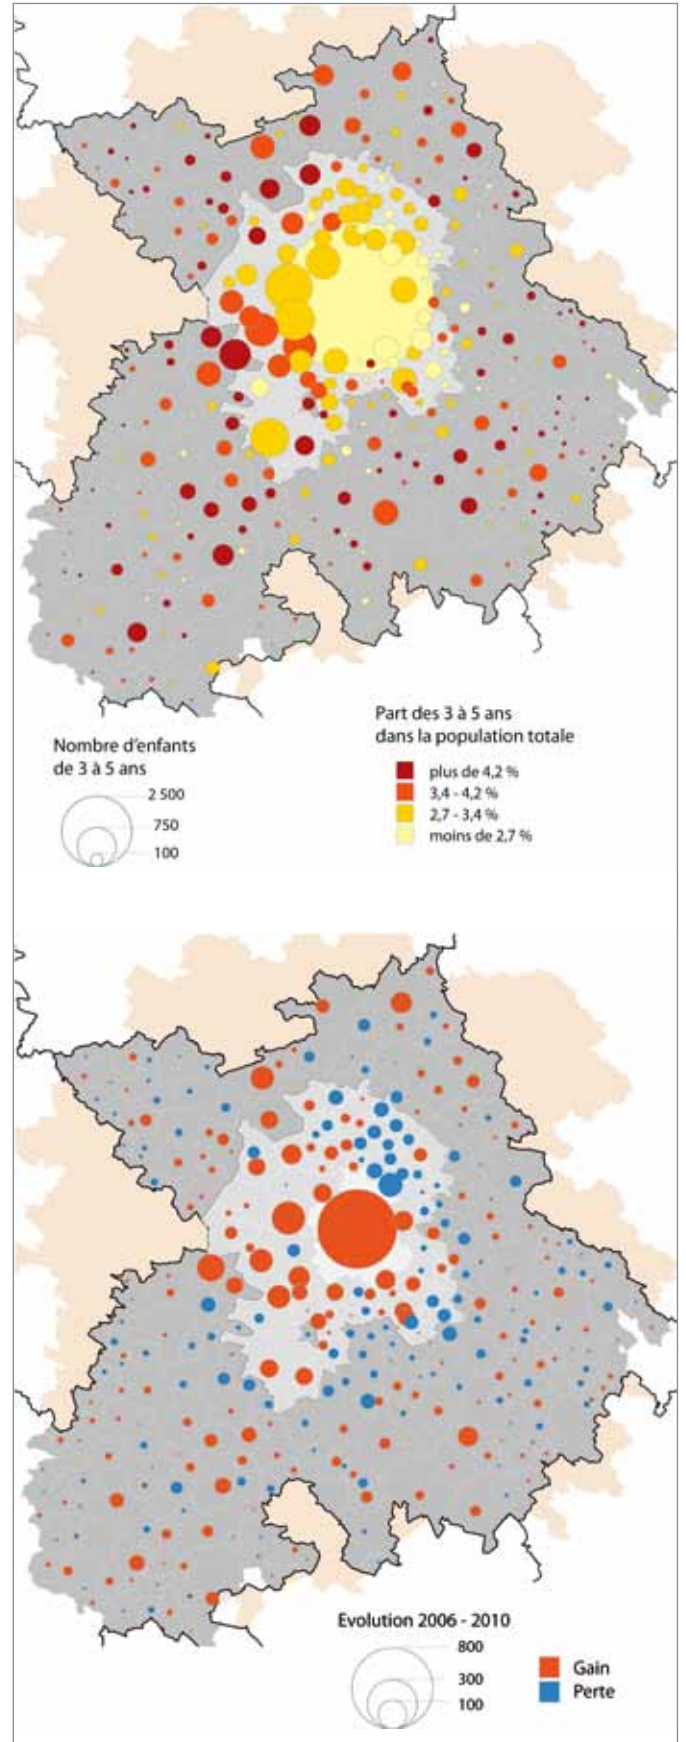 Part des 3 à 5 ans
dans la population totale
Nombre d'enfants
de 3 à 5 ans
2 500
750
100
plus de 4,2 %
3,4 - 4,2 %
2,7 - 3,4 %
moins de 2,7 %
Evolution 2006 - 2010
800
300
100
Gain
Perte